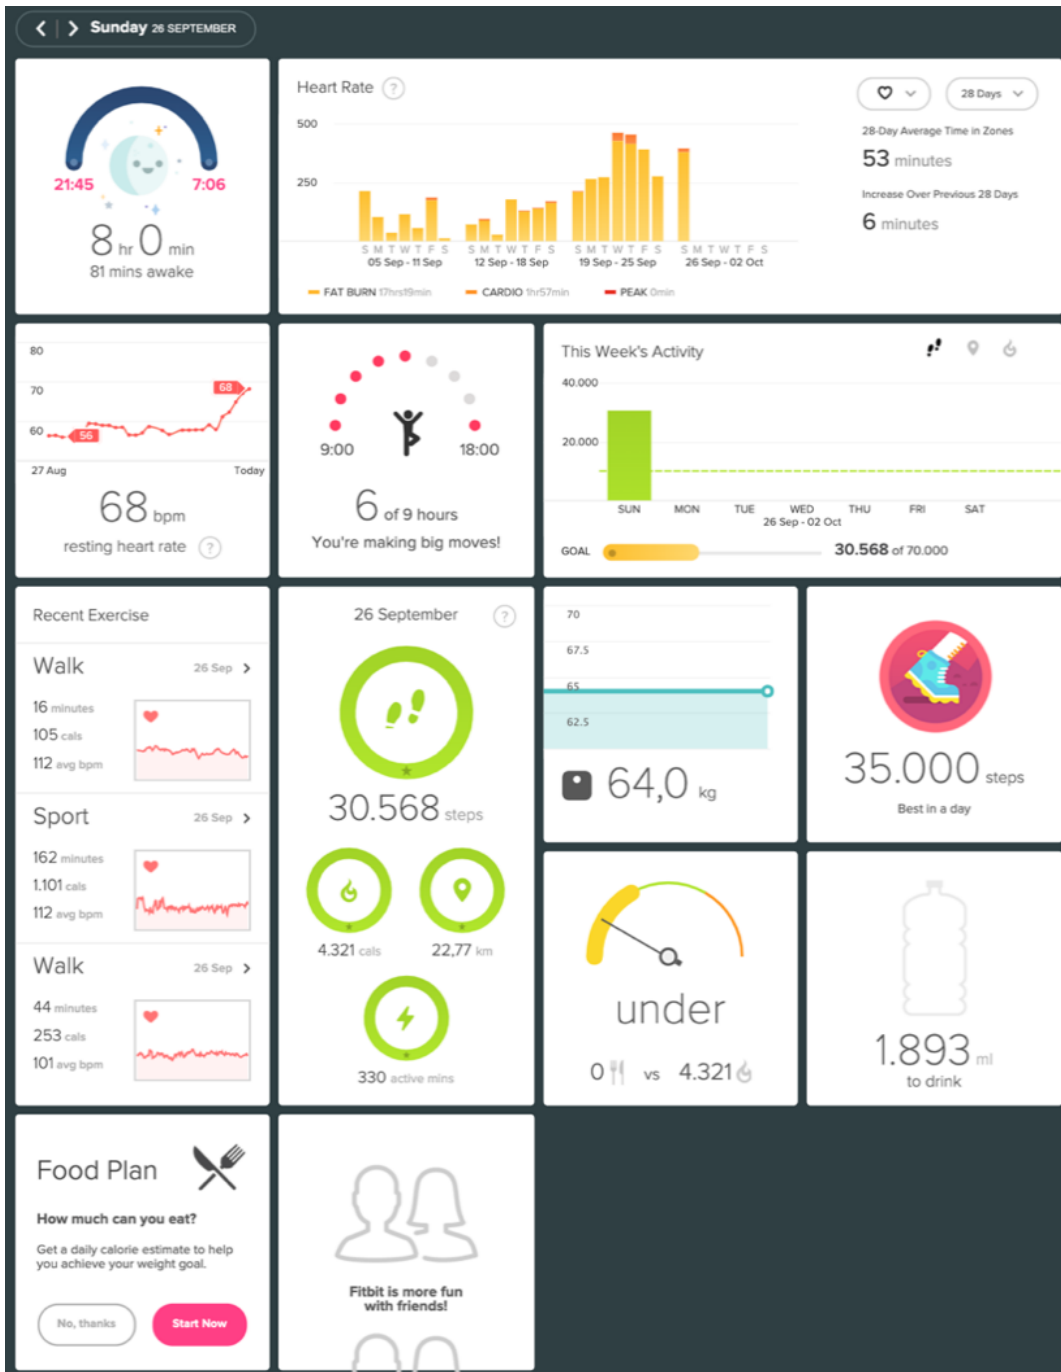 Sunday 26 SEPTEMBER
21:45 7:06
8 hr 0 min
81 mins awake
Heart Rate ?
28 Days
500
250
S M T W T F S S M T W T F S S M T W T F S S M T W T F S
05 Sep - 11 Sep 12 Sep - 18 Sep 19 Sep - 25 Sep 26 Sep - 02 Oct
FAT BURN 17hrs19min CARDIO 1hr57min PEAK 0min
28-Day Average Time in Zones
53 minutes
Increase Over Previous 28 Days
6 minutes
80
70
60
68
56
27 Aug Today
68 bpm
resting heart rate ?
9:00 18:00
6 of 9 hours
You're making big moves!
This Week's Activity
40.000
20.000
SUN MON TUE WED THU FRI SAT
26 Sep - 02 Oct
GOAL 30.568 of 70.000
Recent Exercise
Walk 26 Sep
16 minutes
105 cals
112 avg bpm
Sport 26 Sep
162 minutes
1.101 cals
112 avg bpm
Walk 26 Sep
44 minutes
253 cals
101 avg bpm
26 September ?
30.568 steps
4.321 cals 22,77 km
330 active mins
70
67.5
65
62.5
64,0 kg
35.000 steps
Best in a day
under
0 vs 4.321
1.893 ml
to drink
Food Plan
How much can you eat?
Get a daily calorie estimate to help
you achieve your weight goal.
No, thanks Start Now
Fitbit is more fun
with friends!